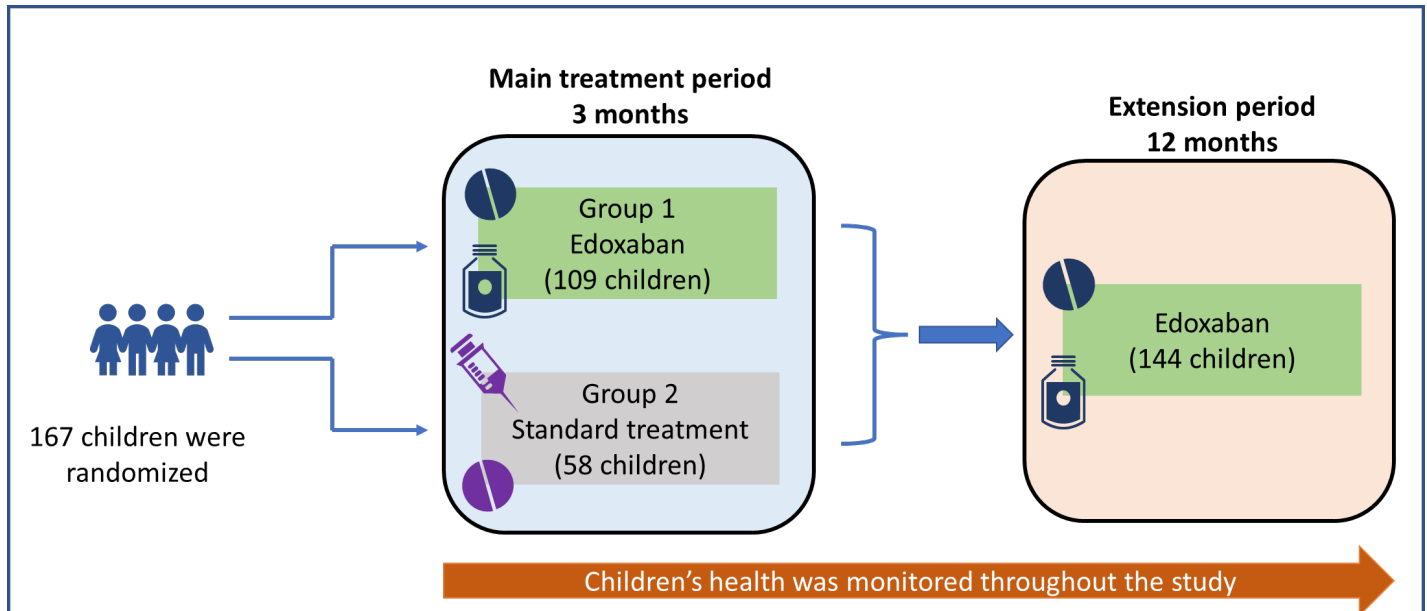 Main treatment period
3 months
Extension period
12 months
Group 1
Edoxaban
(109 children)
Group 2
Standard treatment
(58 children)
167 children were
randomized
Edoxaban
(144 children)
Children's health was monitored throughout the study